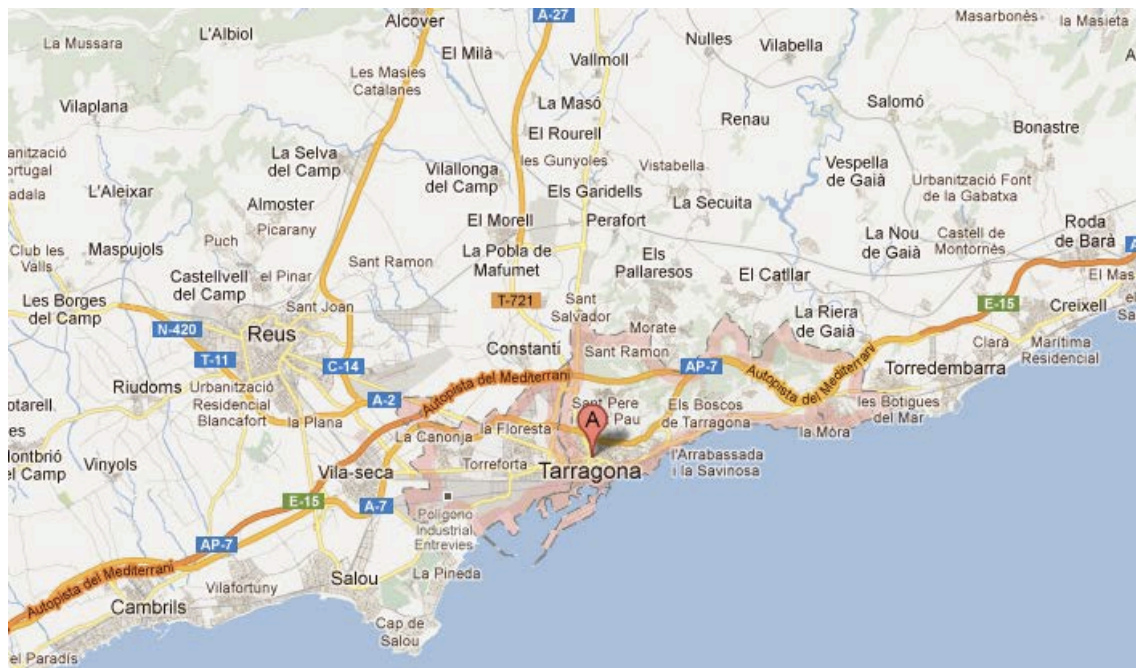 Alcover
A-27
Masarbonès
la Masieta
L'Albiol
La Mussara
El Milà
Nulles
Vilabella
Vallmoll
Les Masies
Catalanes
Vilaplana
La Masó
Salomó
El Rourell
Renau
Bonastre
La Selva
del Camp
les Gunyoles
Vistabella
Vilallonga
del Camp
Vespella
de Gaià
L'Aleixar
Els Garidells
Urbanització Font
de la Gabatxa
Almoster
Picarany
La Secuita
El Morell
Perafort
Roda
de Barà
Puch
La Nou
de Gaià
Castell de
Montornès
Club les
Valls
Maspujols
La Pobla de
Mafumet
Els
Pallaresos
Sant Ramon
Castellvell
del Camp
el Pinar
El Catllar
El Mas
Les Borges
del Camp
Sant Joan
T-721
Sant
Salvador
E-15
Creixell
La Riera
de Gaià
N-420
Reus
Morate
Clarà
Marítima
Residencial
Constantí
Sant Ramon
T-11
C-14
AP-7
Torredembarra
Autopista del Mediterrani
Autopista del Mediterrani
Riudoms
Urbanització
Residencial
Blancafort
A-2
Sant Pere
Pau
A
Els Boscos
de Tarragona
les Botigues
del Mar
la Plana
la Floresta
La Canonja
la Móra
l'Arrabassada
i la Savinosa
Vinyols
Vila-seca
Torreforta
Tarragona
E-15
A-7
Polígono
Industrial
Entrevies
AP-7
Autopista del Mediterrani
Salou
La Pineda
Vilafortuny
Cambrils
Cap de
Salou
el Paradís